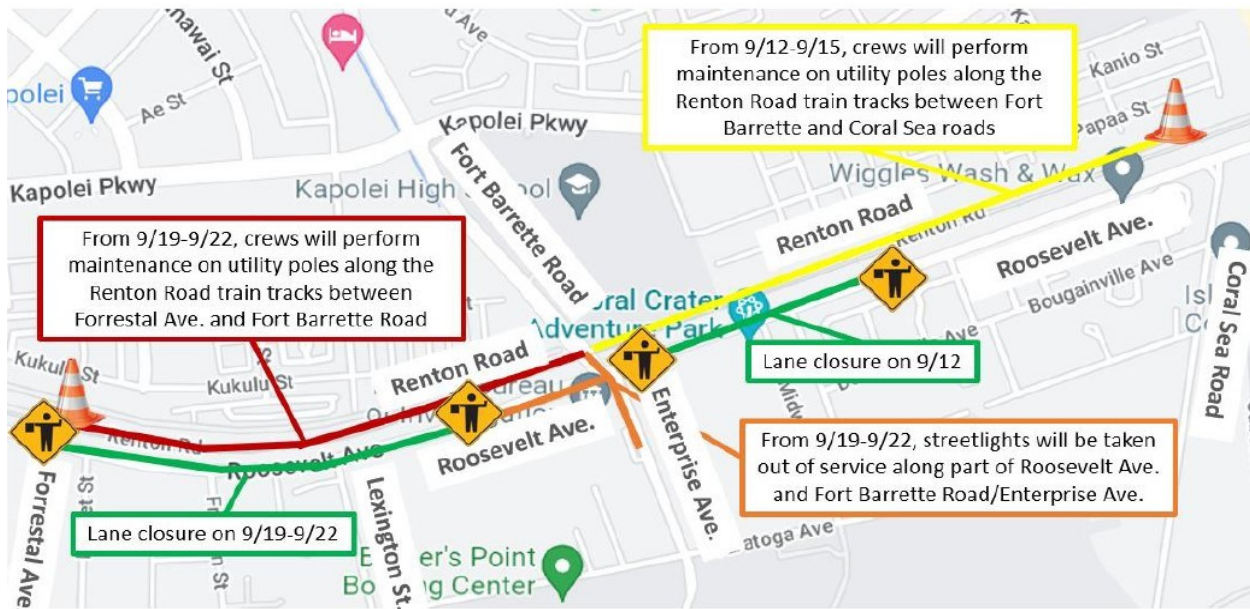 From 9/12-9/15, crews will perform
maintenance on utility poles along the
Renton Road train tracks between Fort
Barrette and Coral Sea roads
Kanio St
Papaa St
Ae St
Kapolei Pkwy
Kapolei Pkwy
Kapolei High
Fort Barrette Road
Wiggles Wash & Wax
Renton Road
Renton Rd
Roosevelt Ave.
Bougainville Ave
Coral Sea Road
From 9/19-9/22, crews will perform
maintenance on utility poles along the
Renton Road train tracks between
Forrestal Ave. and Fort Barrette Road
Crater
Adventure Park
Lane closure on 9/12
Kukulu St
Kukulu St
Renton Road
Renton Rd
Roosevelt Ave
Roosevelt Ave.
Enterprise Ave.
From 9/19-9/22, streetlights will be taken
out of service along part of Roosevelt Ave.
and Fort Barrette Road/Enterprise Ave.
Forrestal Ave
Lexington St.
Lane closure on 9/19-9/22
Point
Center